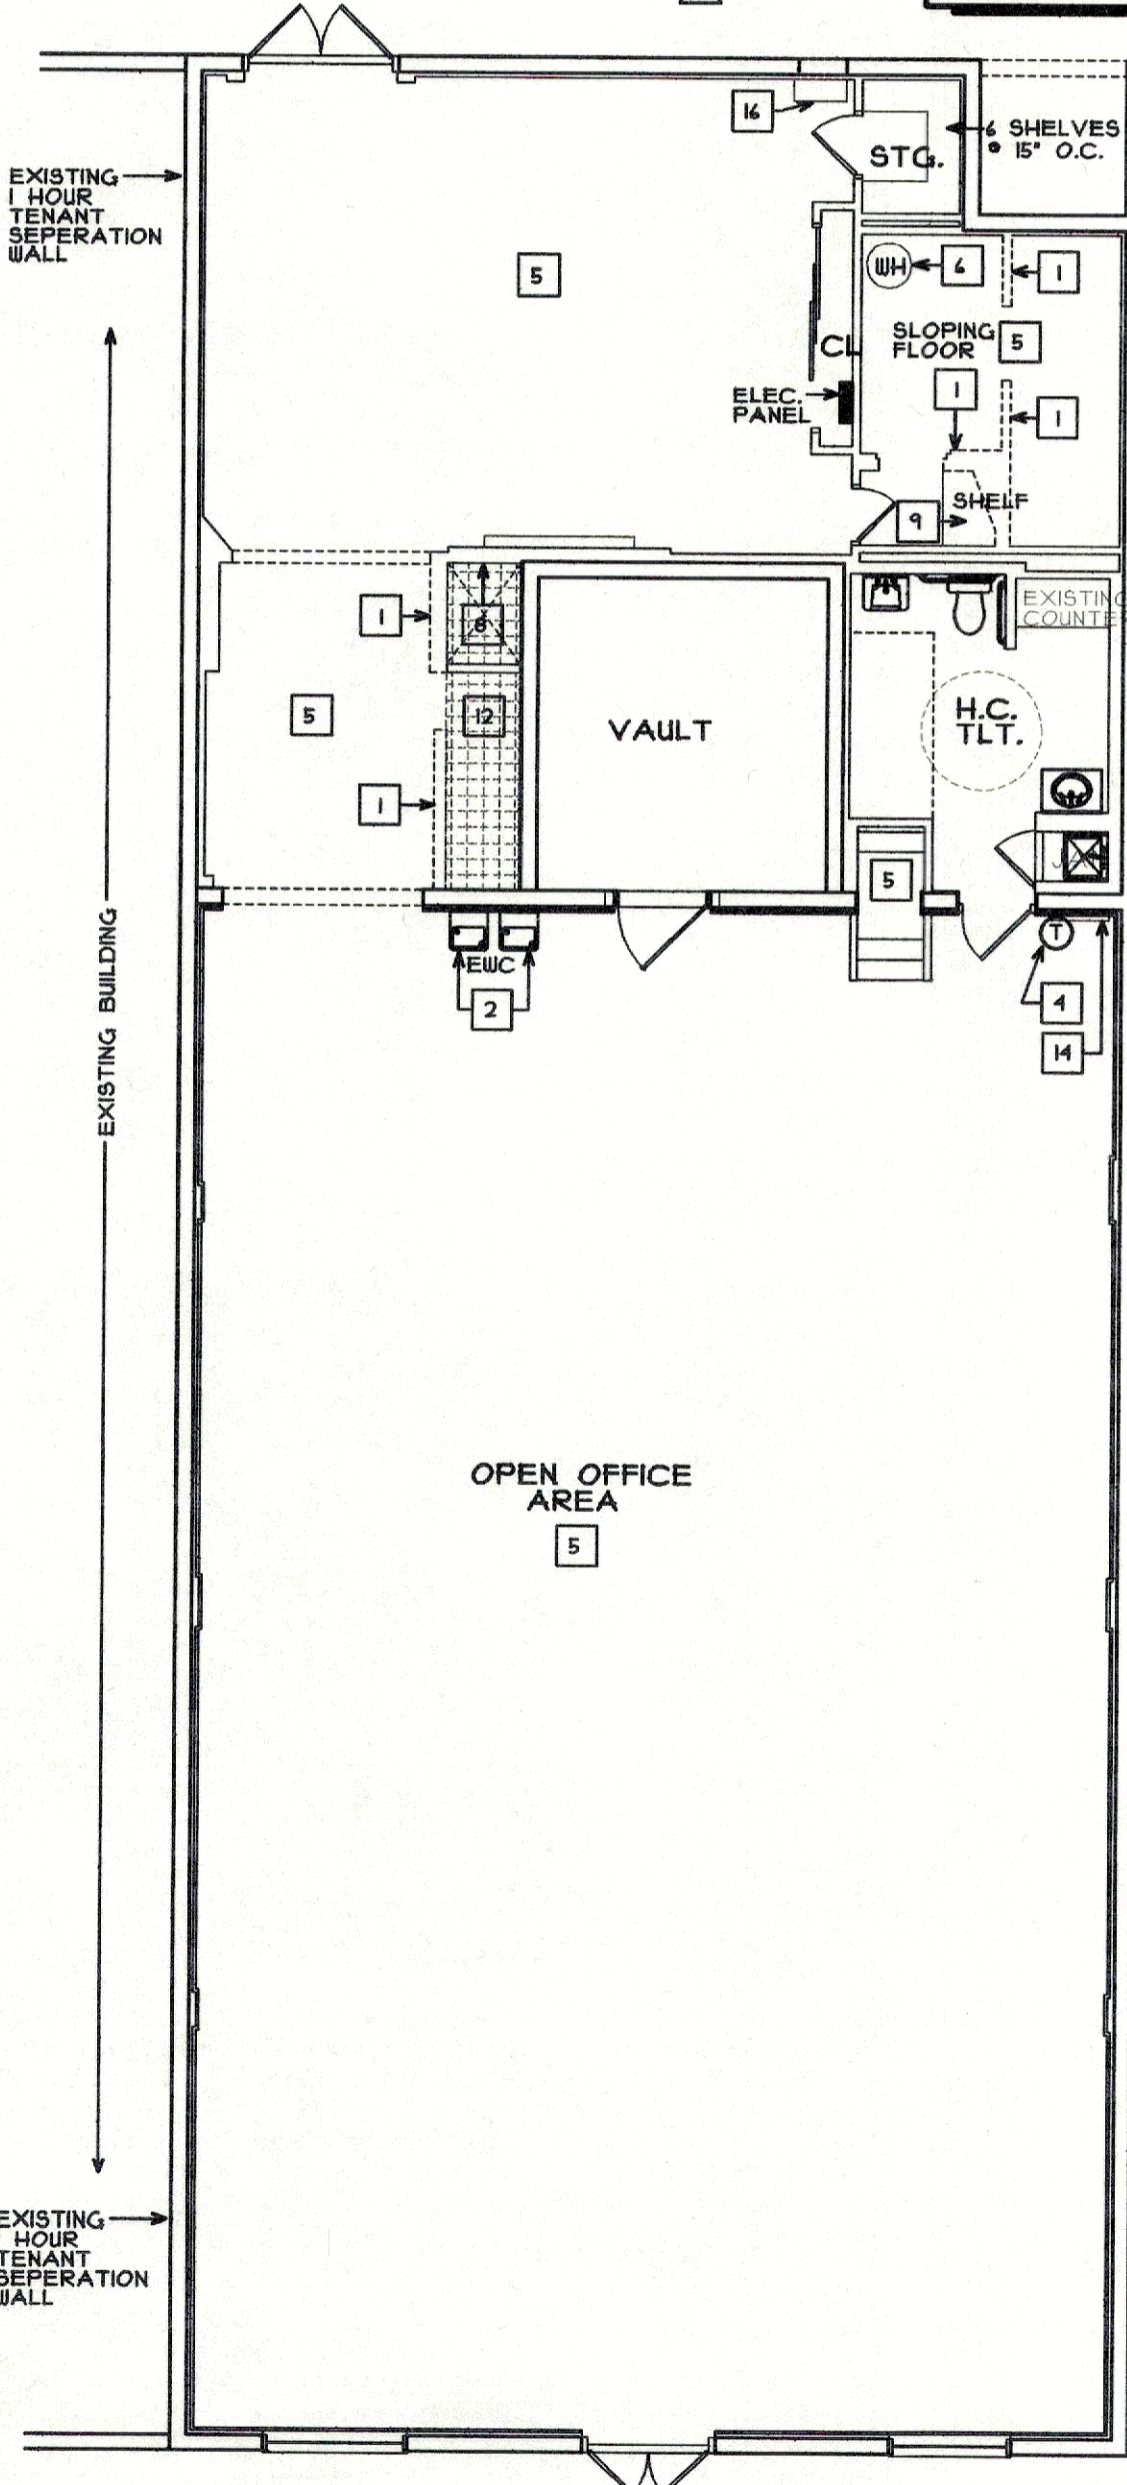 16
STG.
6 SHELVES
@ 15" O.C.
EXISTING
1 HOUR
TENANT
SEPERATION
WALL
5
WH
6
1
SLOPING
FLOOR
5
CL
1
ELEC.
PANEL
1
SHELF
9
1
8
EXISTING
COUNTE
5
12
VAULT
H.C.
TLT.
1
5
EWC
T
2
4
14
EXISTING BUILDING
OPEN OFFICE
AREA
5
EXISTING
HOUR
TENANT
SEPERATION
WALL